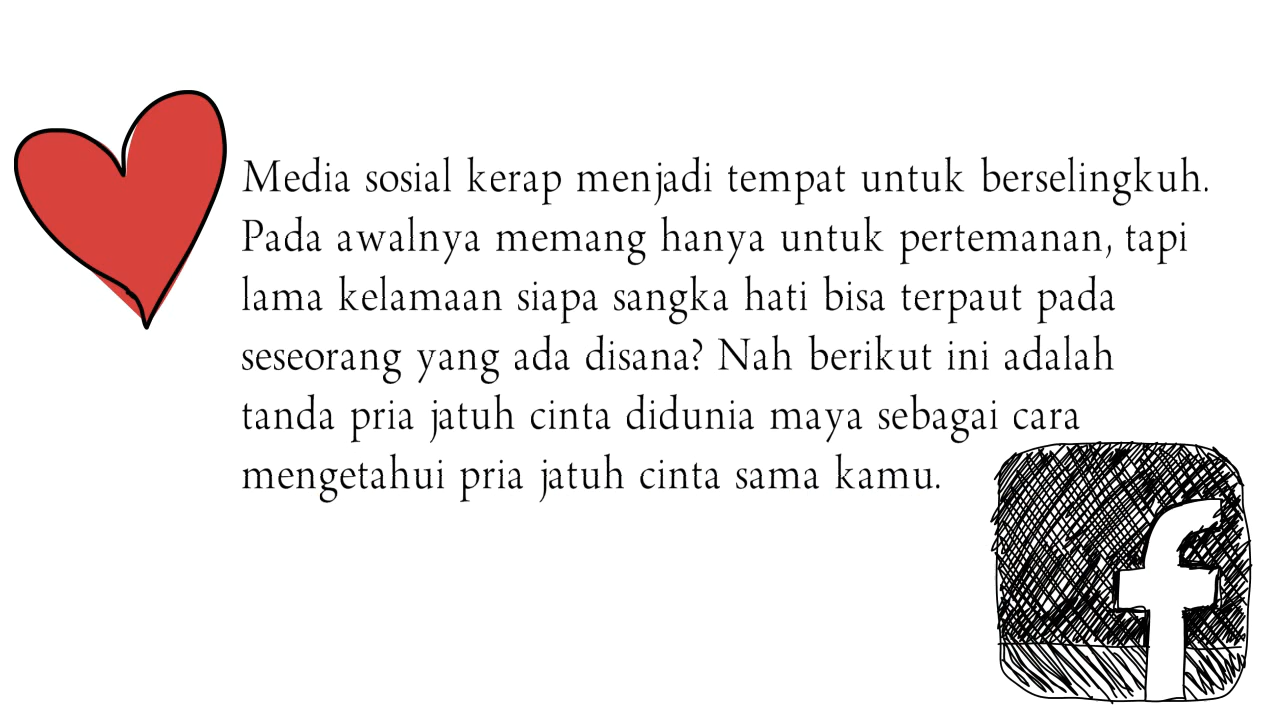 Media sosial kerap menjadi tempat untuk berselingkuh.
Pada awalnya memang hanya untuk pertemanan, tapi
lama kelamaan siapa sangka hati bisa terpaut pada
seseorang yang ada disana? Nah berikut ini adalah
tanda pria jatuh cinta didunia maya sebagai cara
mengetahui pria jatuh cinta sama kamu.
f